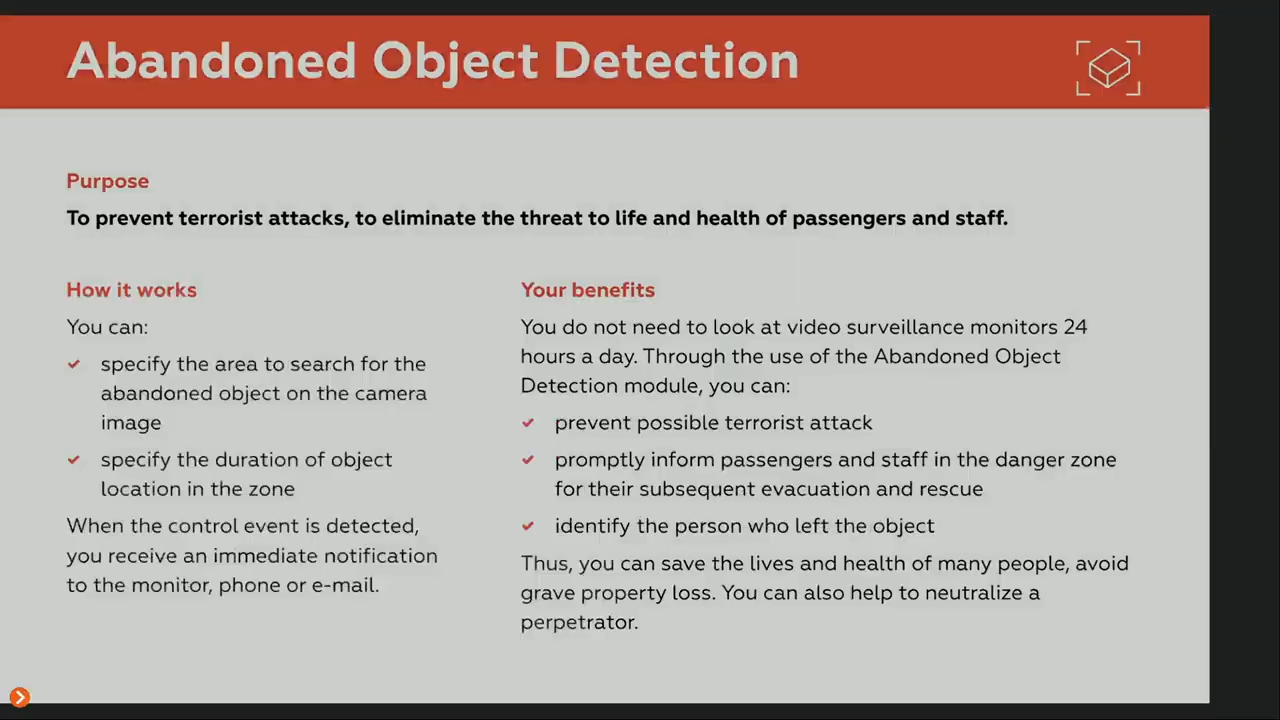 Abandoned Object Detection
Purpose
To prevent terrorist attacks, to eliminate the threat to life and health of passengers and staff.
How it works
You can:
specify the area to search for the
abandoned object on the camera
image
specify the duration of object
location in the zone
When the control event is detected,
you receive an immediate notification
to the monitor, phone or e-mail.
Your benefits
You do not need to look at video surveillance monitors 24
hours a day. Through the use of the Abandoned Object
Detection module, you can:
prevent possible terrorist attack
promptly inform passengers and staff in the danger zone
for their subsequent evacuation and rescue
identify the person who left the object
Thus, you can save the lives and health of many people, avoid
grave property loss. You can also help to neutralize a
perpetrator.